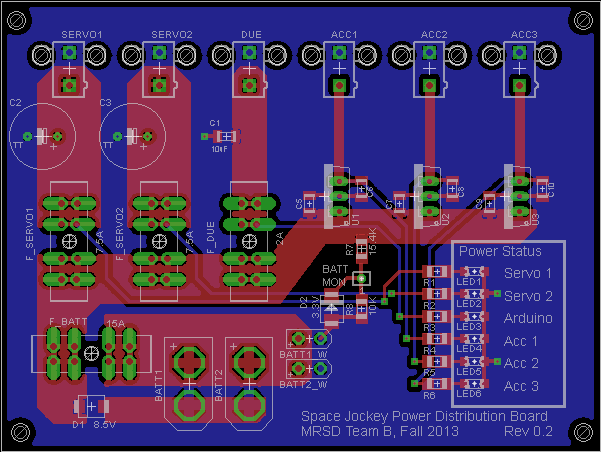 SERVO1 SERVO2 DUE ACC1 ACC2 ACC3
C2 C3 C1
TT TT 10nF
C5 C6 C7 C8 C9 C10
U1 U2 U3
F_SERVO1 7.5A F_SERVO2 7.5A F_DUE 2A
R7 15.4K
BATT
MON
D2 3.3V R8 10K
Power Status
R1 LED1 Servo 1
R2 LED2 Servo 2
R3 LED3 Arduino
R4 LED4 Acc 1
R5 LED5 Acc 2
R6 LED6 Acc 3
F_BATT 15A
BATT1 BATT2
BATT1_W
BATT2_W
D1 8.5V
Space Jockey Power Distribution Board
MRSD Team B, Fall 2013 Rev 0.2